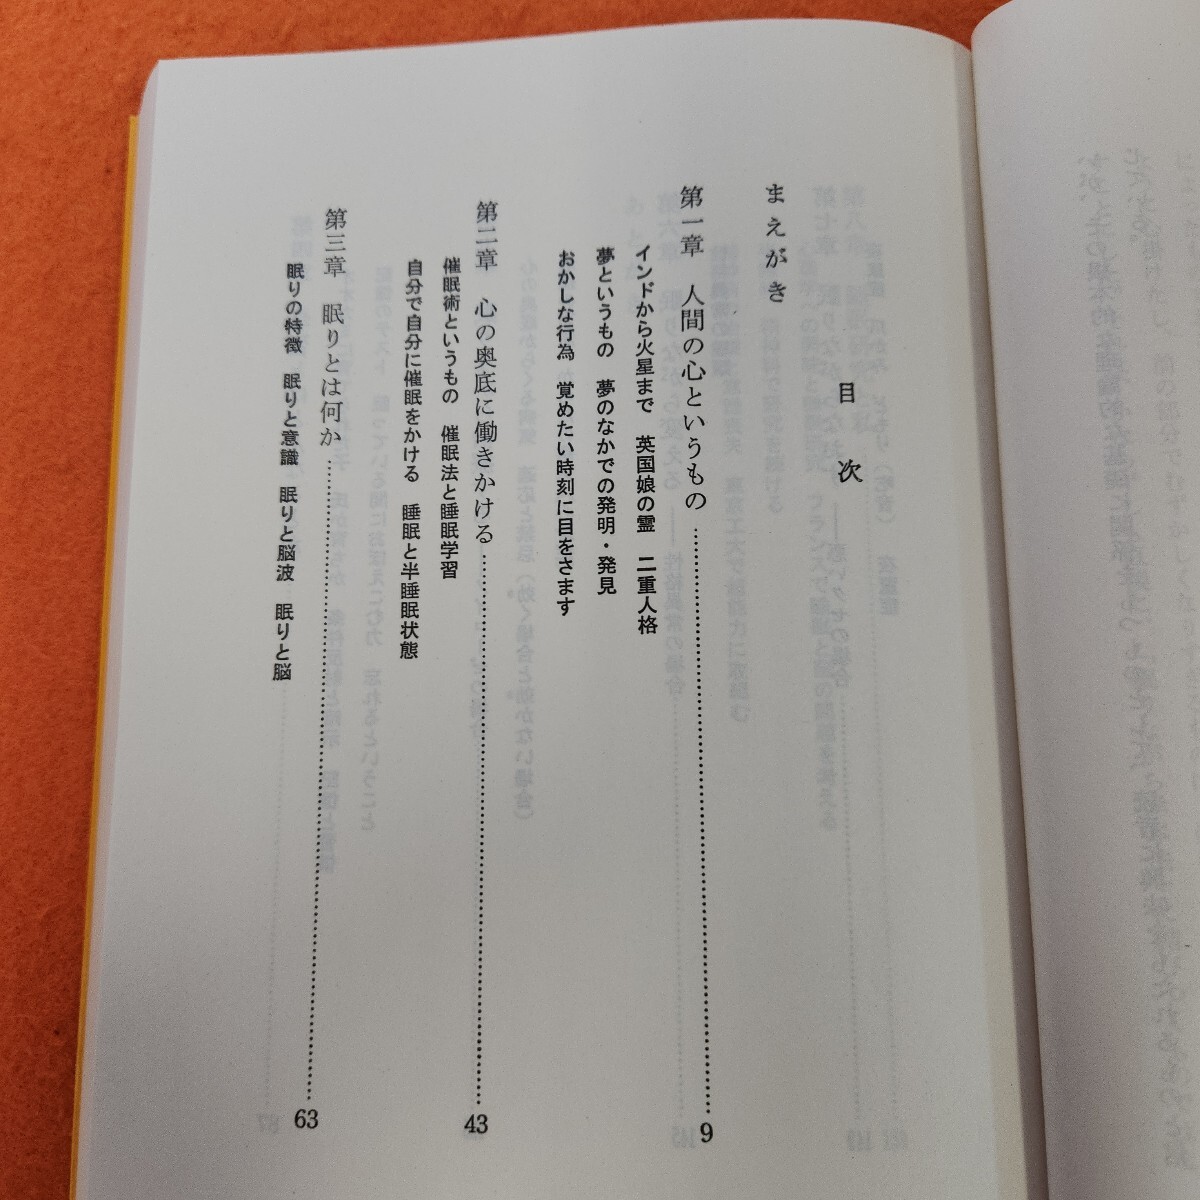 目次
まえがき
第一章 人間の心というもの……………………9
インドから火星まで 英国娘の霊 二重人格
夢というもの 夢のなかでの発明・発見
おかしな行為 覚めたい時刻に目をさます
第二章 心の奥底に働きかける……………………43
催眠術というもの 催眠法と睡眠学習
自分で自分に催眠をかける 睡眠と半睡眠状態
第三章 眠りとは何か……………………63
眠りの特徴 眠りと意識 眠りと脳波 眠りと脳